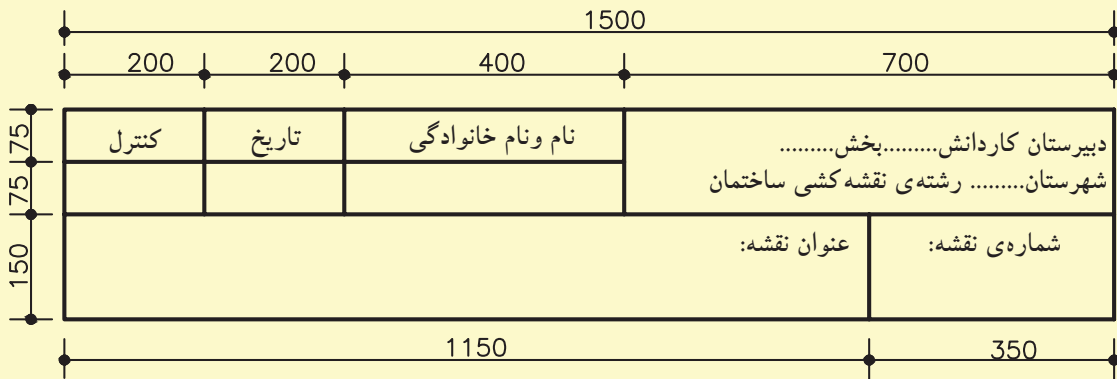 1500
200 200 400 700
75
75
150
دبیرستان کاردانش.........بخش.........
شهرستان......... رشته‌ی نقشه کشی ساختمان
نام ونام خانوادگی
تاریخ
کنترل
شماره‌ی نقشه:
عنوان نقشه:
1150 350